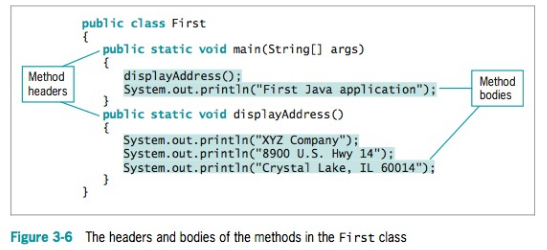 public class First
{
public static void main(String[] args)
{
displayAddress();
System.out.println("First Java application");
}
public static void displayAddress()
{
System.out.println("XYZ Company");
System.out.println("8900 U.S. Hwy 14");
System.out.println("Crystal Lake, IL 60014");
}
}
Method
headers
Method
bodies
Figure 3-6 The headers and bodies of the methods in the First class